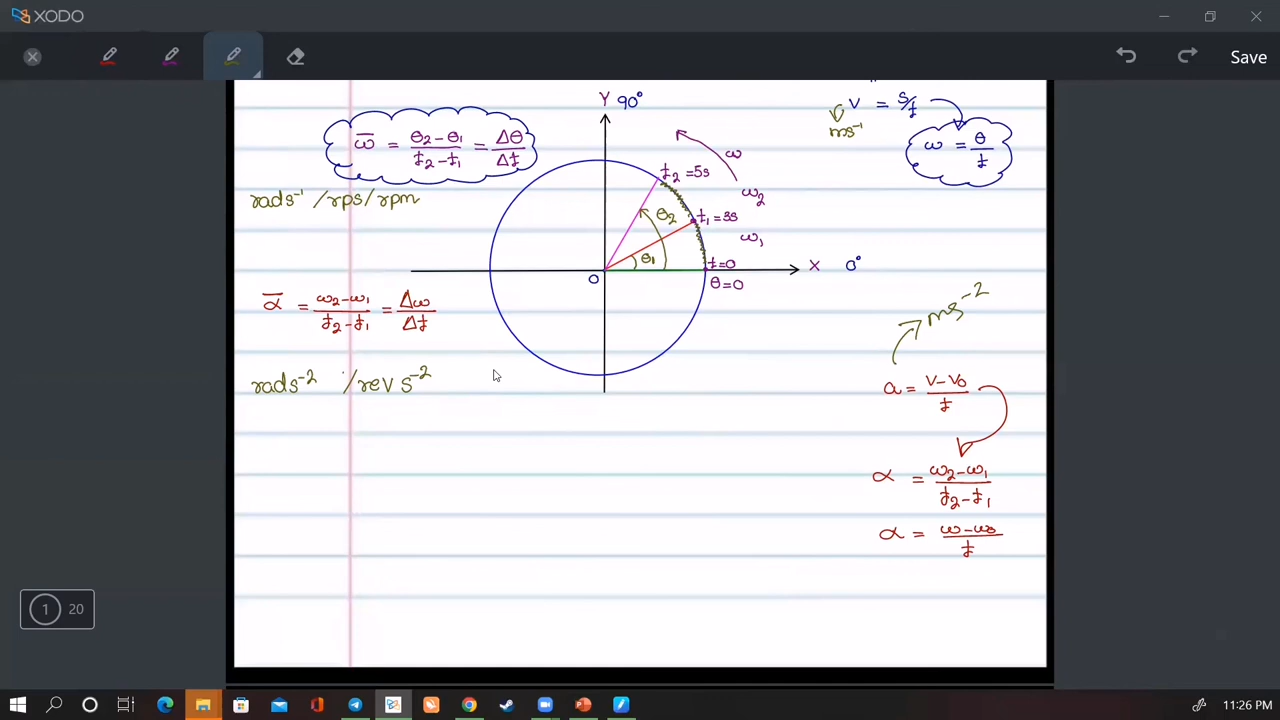 XODO
Save
Y 90°
v = s/t
ms⁻¹
ω̅ = θ₂-θ₁/t₂-t₁ = Δθ/Δt
ω = θ/t
ω
t₂=5s
ω₂
rads⁻¹ /rps/rpm
θ₂
t₁=3s
ω₁
θ₁
t=0
X 0°
O
θ=0
α̅ = ω₂-ω₁/t₂-t₁ = Δω/Δt
ms⁻²
rads⁻² /rev s⁻²
a = v-v₀/t
α = ω₂-ω₁/t₂-t₁
α = ω-ω₀/t
1 20
11:26 PM